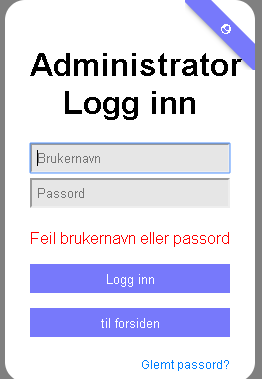 Administrator
Logg inn
Brukernavn
Passord
Feil brukernavn eller passord
Logg inn
til forsiden
Glemt passord?